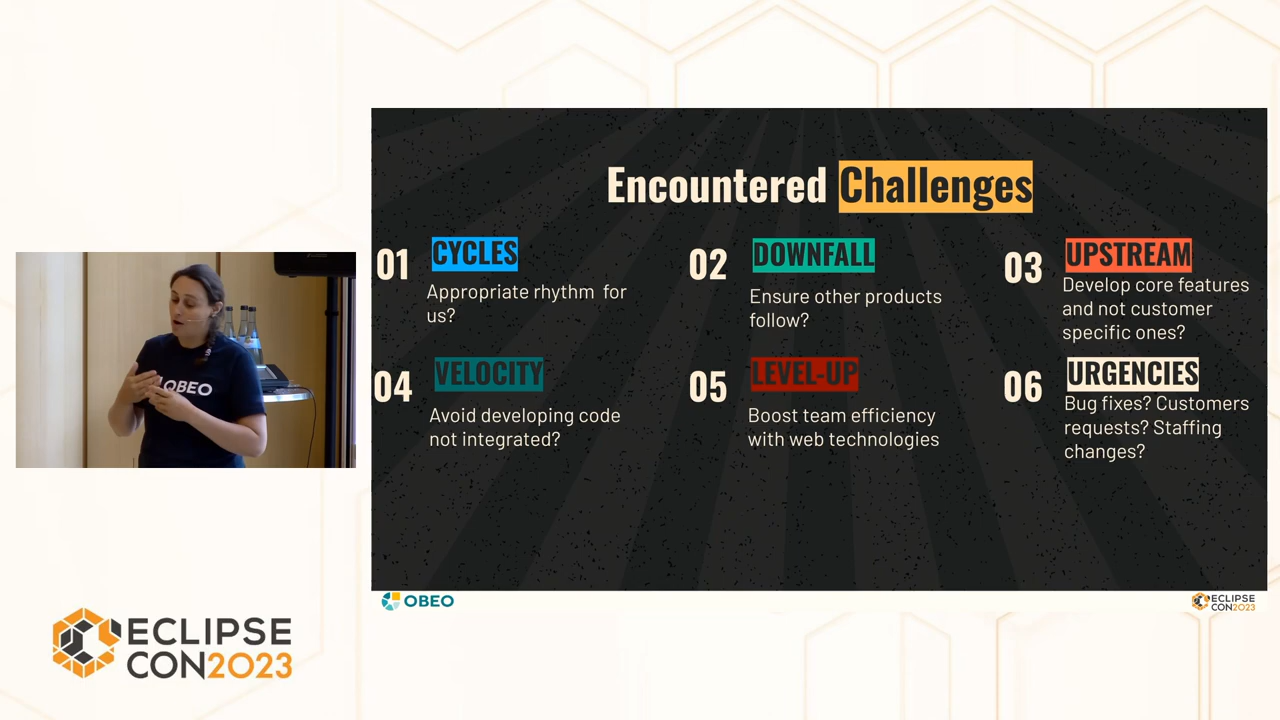 Encountered Challenges
01
CYCLES
Appropriate rhythm for
us?
02
DOWNFALL
Ensure other products
follow?
03
UPSTREAM
Develop core features
and not customer
specific ones?
04
VELOCITY
Avoid developing code
not integrated?
05
LEVEL-UP
Boost team efficiency
with web technologies
06
URGENCIES
Bug fixes? Customers
requests? Staffing
changes?
OBEO
OBEO
ECLIPSE
CON2023
ECLIPSE
CON2023